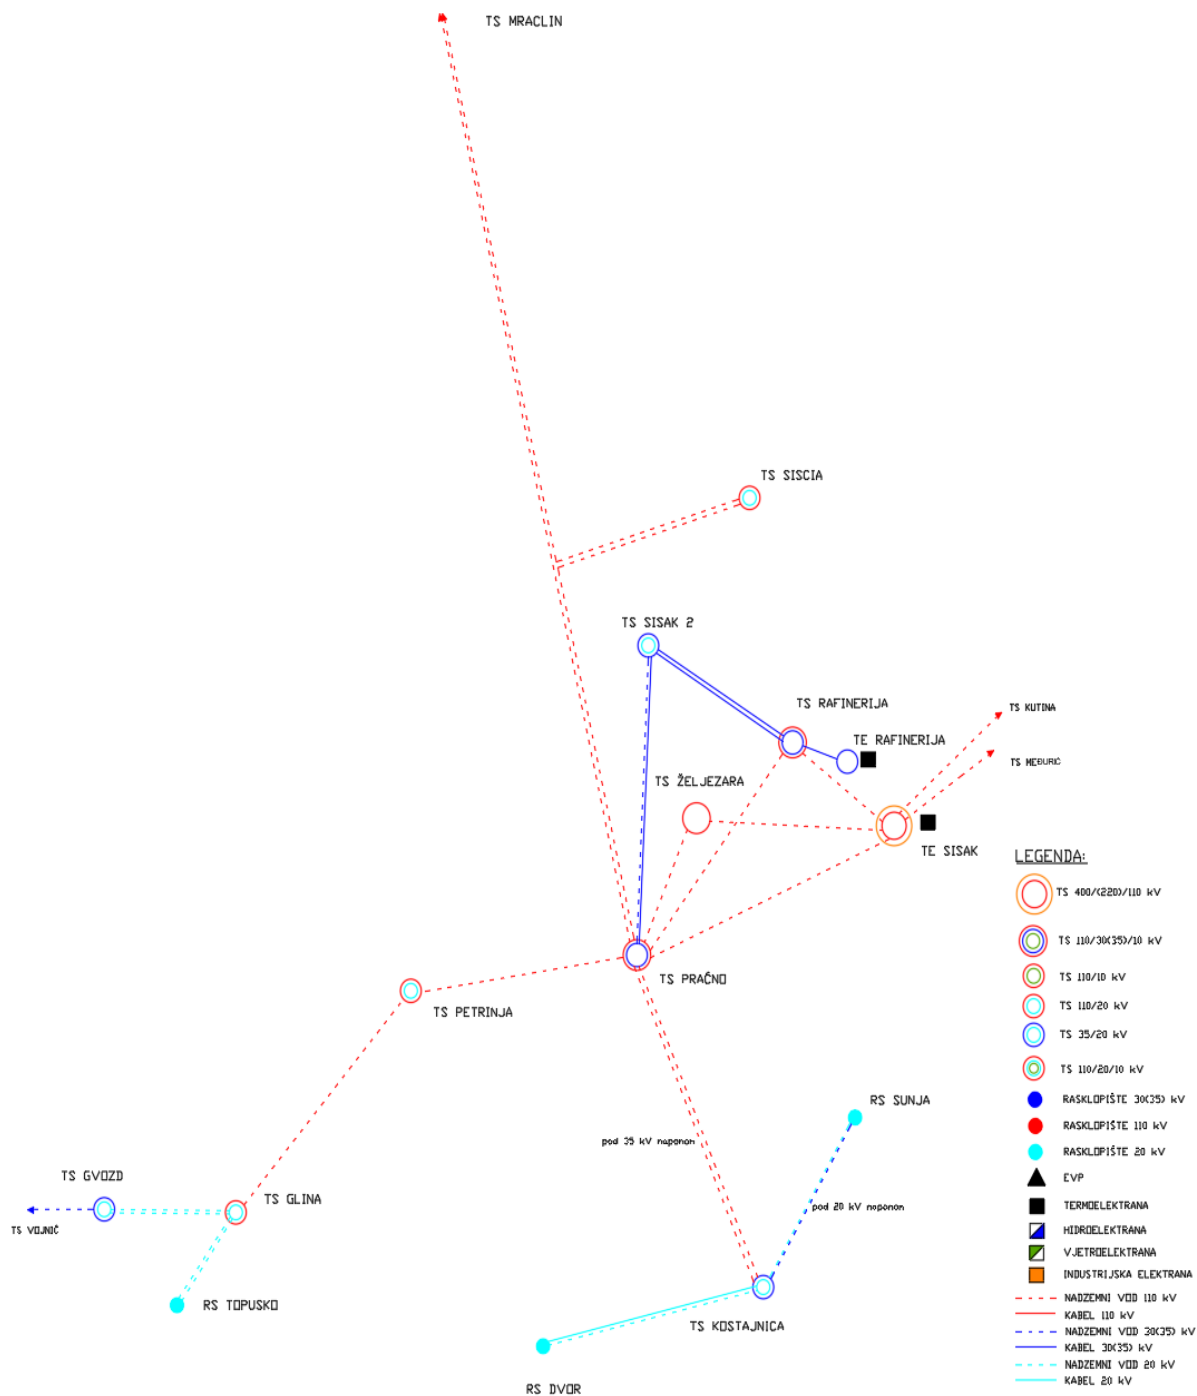 TS MRACLIN
TS SISCIA
TS SISAK 2
TS RAFINERIJA
TS KUTINA
TE RAFINERIJA
TS MEĐURIĆ
TS ŽELJEZARA
TE SISAK
LEGENDA:
TS 400/(220)/110 kV
TS 110/30(35)/10 kV
TS PRAČNO
TS 110/10 kV
TS PETRINJA
TS 110/20 kV
TS 35/20 kV
TS 110/20/10 kV
RS SUNJA
RASKLOPIŠTE 30(35) kV
RASKLOPIŠTE 110 kV
pod 35 kV naponon
RASKLOPIŠTE 20 kV
TS GVOZD
EVP
TS GLINA
pod 20 kV naponon
TERMOELEKTRANA
TS VOJNIĆ
HIDROELEKTRANA
VJETROELEKTRANA
INDUSTRIJSKA ELEKTRANA
RS TOPUSKO
NADZEMNI VOD 110 kV
KABEL 110 kV
TS KOSTAJNICA
NADZEMNI VOD 30(35) kV
KABEL 30(35) kV
NADZEMNI VOD 20 kV
KABEL 20 kV
RS DVOR